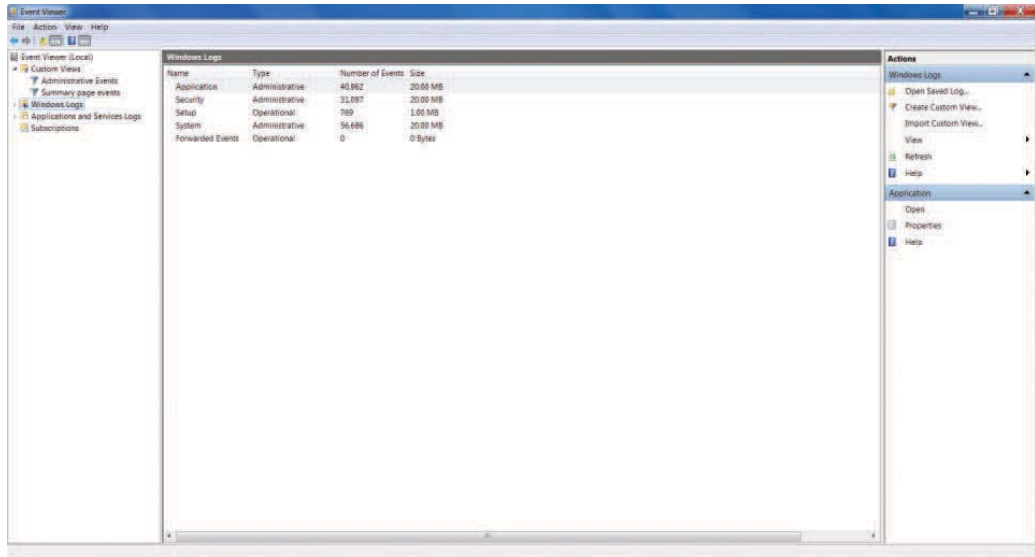 Event Viewer
File Action View Help
Event Viewer (Local)
Custom Views
Administrative Events
Summary page events
Windows Logs
Applications and Services Logs
Subscriptions
Windows Logs
Name Type Number of Events Size
Application Administrative 40,862 20.00 MB
Security Administrative 20.00 MB
Setup Operational 769 1.00 MB
System Administrative 56,686 20.00 MB
Forwarded Events Operational 0 0 Bytes
Actions
Windows Logs
Open Saved Log...
Create Custom View...
Import Custom View...
View
Refresh
Help
Application
Open
Properties
Help